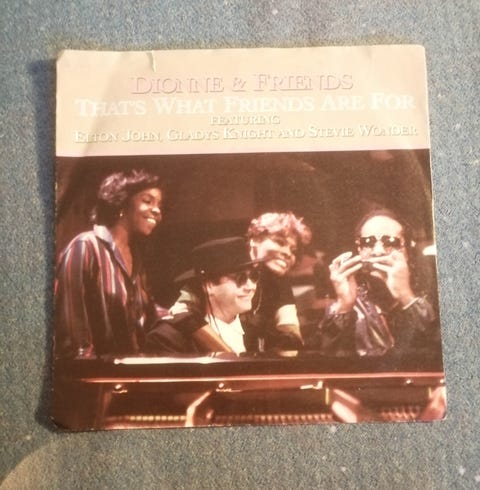 DIONNE & FRIENDS
THAT'S WHAT FRIENDS ARE FOR
FEATURING
ELTON JOHN, GLADYS KNIGHT AND STEVIE WONDER